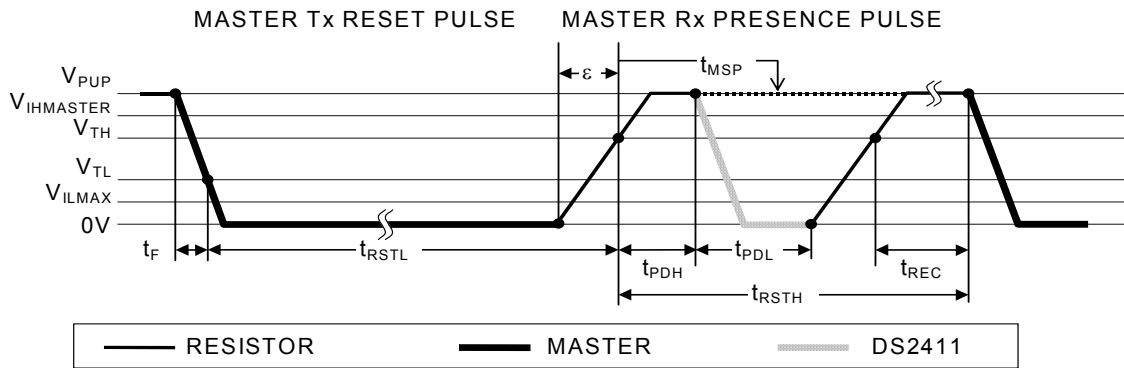 MASTER Tx RESET PULSE MASTER Rx PRESENCE PULSE
ε tMSP
VPUP
VIHMASTER
VTH
VTL
VILMAX
0V
tF tRSTL tPDH tPDL tREC
tRSTH
RESISTOR MASTER DS2411